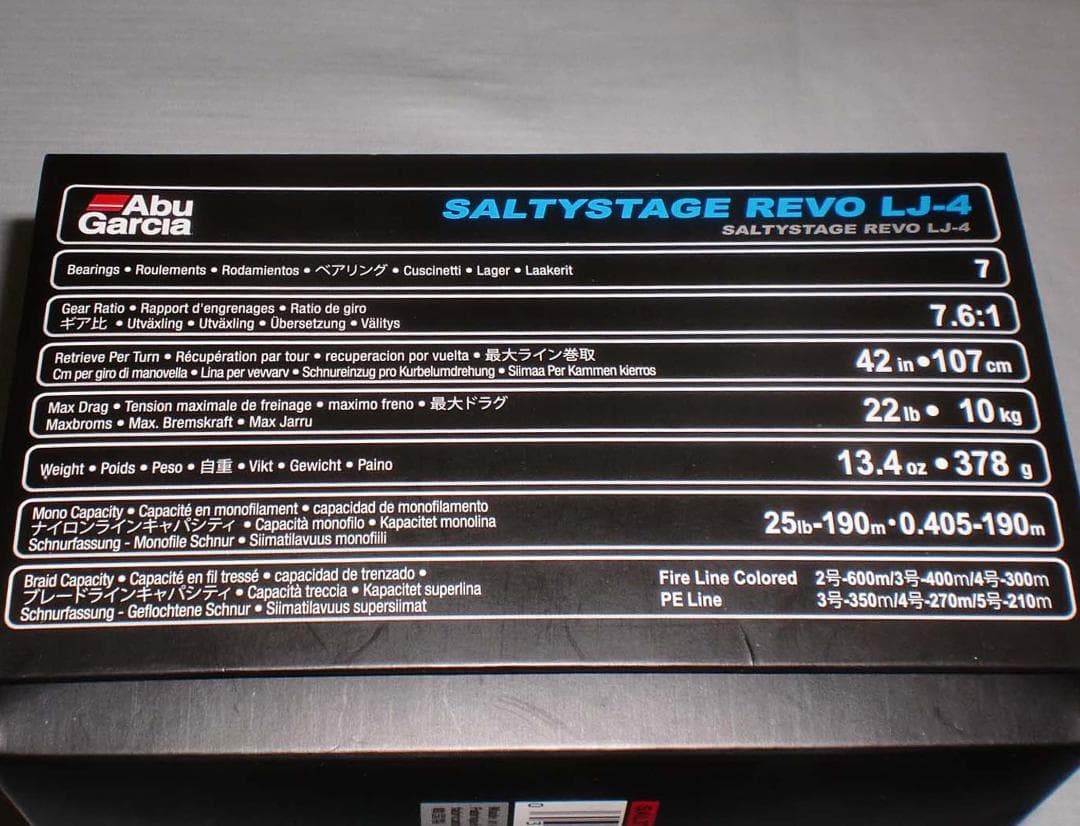 Abu
Garcia
SALTYSTAGE REVO LJ-4
SALTYSTAGE REVO LJ-4
Bearings • Roulements • Rodamientos • ベアリング • Cuscinetti • Lager • Laakerit
7
Gear Ratio • Rapport d'engrenages • Ratio de giro
ギア比 • Utväxling • Utväxling • Übersetzung • Välitys
7.6:1
Retrieve Per Turn • Récupération par tour • recuperacion por vuelta • 最大ライン巻取
Cm per giro di manovella • Lina per vevvarv • Schnureinzug pro Kurbelumdrehung • Siimaa Per Kammen kierros
42 in • 107 cm
Max Drag • Tension maximale de freinage • maximo freno • 最大ドラグ
Maxbroms • Max. Bremskraft • Max Jarru
22 lb • 10 kg
Weight • Poids • Peso • 自重 • Vikt • Gewicht • Paino
13.4 oz • 378 g
Mono Capacity • Capacité en monofilament • capacidad de monofilamento
ナイロンラインキャパシティ • Capacità monofilo • Kapacitet monolina
Schnurfassung - Monofile Schnur • Siimatilavuus monofiili
25lb-190m • 0.405-190m
Braid Capacity • Capacité en fil tressé • capacidad de trenzado •
ブレードラインキャパシティ • Capacità treccia • Kapacitet superlina
Schnurfassung - Geflochtene Schnur • Siimatilavuus supersiimat
Fire Line Colored 2号-600m/3号-400m/4号-300m
PE Line 3号-350m/4号-270m/5号-210m